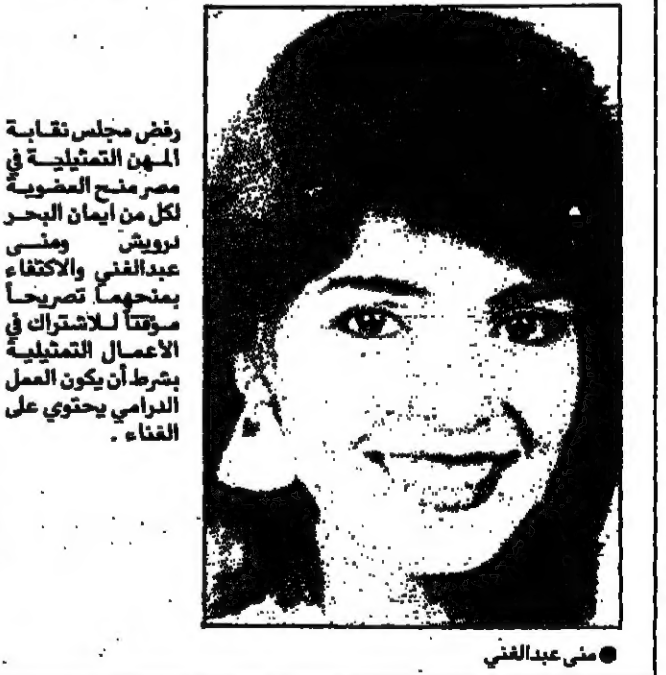 رفض مجلس نقابة
المهن التمثيلية في
مصر منح العضوية
لكل من ايمان البحر
درويش ومنى
عبدالغني والاكتفاء
بمنحهما تصريحاً
مؤقتاً للاشتراك في
الأعمال التمثيلية
بشرط أن يكون العمل
الدرامي يحتوي على
الغناء .
● منى عبدالغني